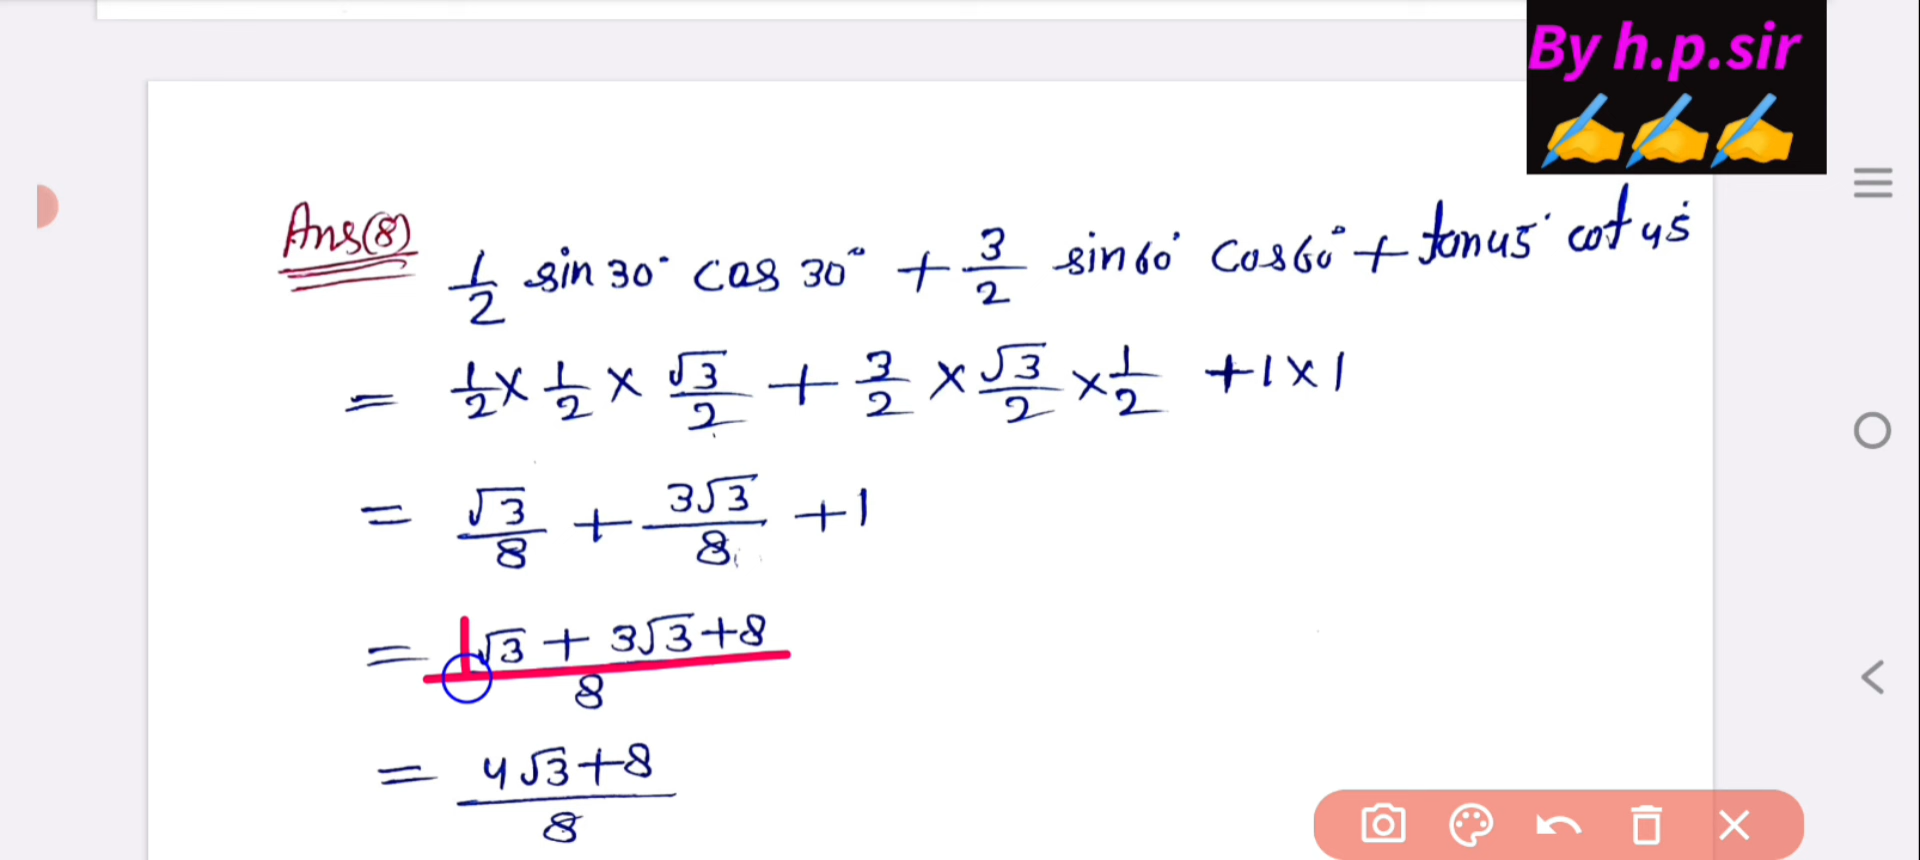 By h.p.sir
Ans(8)
1/2 sin 30° cos 30° + 3/2 sin 60° cos 60° + tan 45° cot 45°
= 1/2 × 1/2 × √3/2 + 3/2 × √3/2 × 1/2 + 1 × 1
= √3/8 + 3√3/8 + 1
= 1√3 + 3√3 + 8 / 8
= 4√3 + 8 / 8